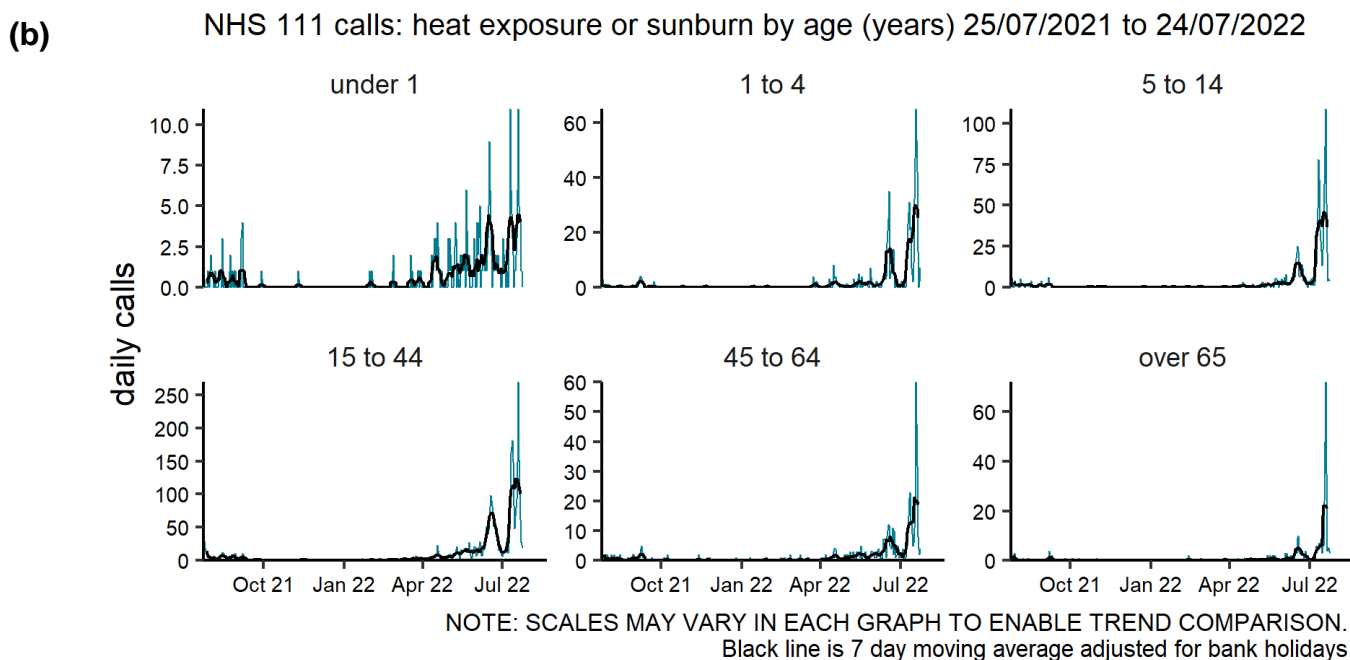 (b)
NHS 111 calls: heat exposure or sunburn by age (years) 25/07/2021 to 24/07/2022
daily calls
under 1
10.0
7.5
5.0
2.5
0.0
1 to 4
60
40
20
0
5 to 14
100
75
50
25
0
15 to 44
250
200
150
100
50
0
Oct 21 Jan 22 Apr 22 Jul 22
45 to 64
60
50
40
30
20
10
0
Oct 21 Jan 22 Apr 22 Jul 22
over 65
60
40
20
0
Oct 21 Jan 22 Apr 22 Jul 22
NOTE: SCALES MAY VARY IN EACH GRAPH TO ENABLE TREND COMPARISON.
Black line is 7 day moving average adjusted for bank holidays